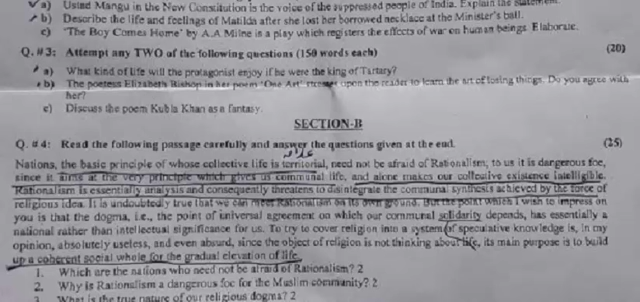 a) Ustad Mangu in the New Constitution is the voice of the suppressed people of India. Explain the statement.
b) Describe the life and feelings of Matilda after she lost her borrowed necklace at the Minister's ball.
c) 'The Boy Comes Home' by A.A Milne is a play which registers the effects of war on human beings. Elaborate.
Q. # 3: Attempt any TWO of the following questions (150 words each) (20)
a) What kind of life will the protagonist enjoy if he were the king of Tartary?
b) The poetess Elizabeth Bishop in her poem 'One Art' upon the reader to learn the art of losing things. Do you agree with
her?
c) Discuss the poem Kubla Khan as a fantasy.
SECTION-B
Q. # 4: Read the following passage carefully and answer the questions given at the end. (25)
Nations, the basic principle of whose collective life is territorial, need not be afraid of Rationalism; to us it is dangerous foe,
since it aims at the very principle which gives us communal life, and alone makes our collective existence intelligible.
Rationalism is essentially analysis and consequently threatens to disintegrate the communal synthesis achieved by the force of
religious idea. It is undoubtedly true that we can meet Rationalism on its own ground. But the point which I wish to impress on
you is that the dogma, i.e., the point of universal agreement on which our communal solidarity depends, has essentially a
national rather than intellectual significance for us. To try to cover religion into a system of speculative knowledge is, in my
opinion, absolutely useless, and even absurd, since the object of religion is not thinking about life, its main purpose is to build
up a coherent social whole for the gradual elevation of life.
1. Which are the nations who need not be afraid of Rationalism? 2
2. Why is Rationalism a dangerous foe for the Muslim community? 2
3. What is the true nature of our religious dogma? 2